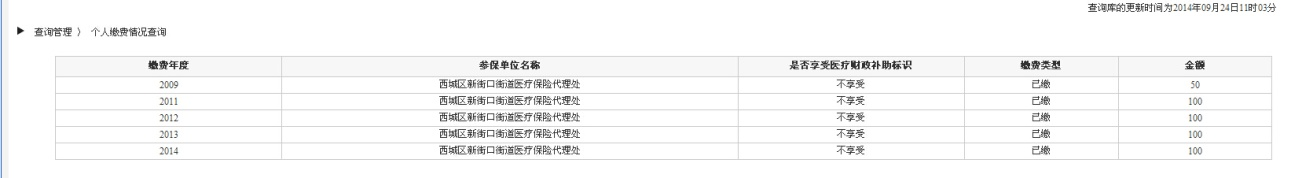 查询库的更新时间为2014年09月24日11时03分
▶ 查询管理 〉 个人缴费情况查询
缴费年度 参保单位名称 是否享受医疗财政补助标识 缴费类型 金额
2009 西城区新街口街道医疗保险代理处 不享受 已缴 50
2011 西城区新街口街道医疗保险代理处 不享受 已缴 100
2012 西城区新街口街道医疗保险代理处 不享受 已缴 100
2013 西城区新街口街道医疗保险代理处 不享受 已缴 100
2014 西城区新街口街道医疗保险代理处 不享受 已缴 100